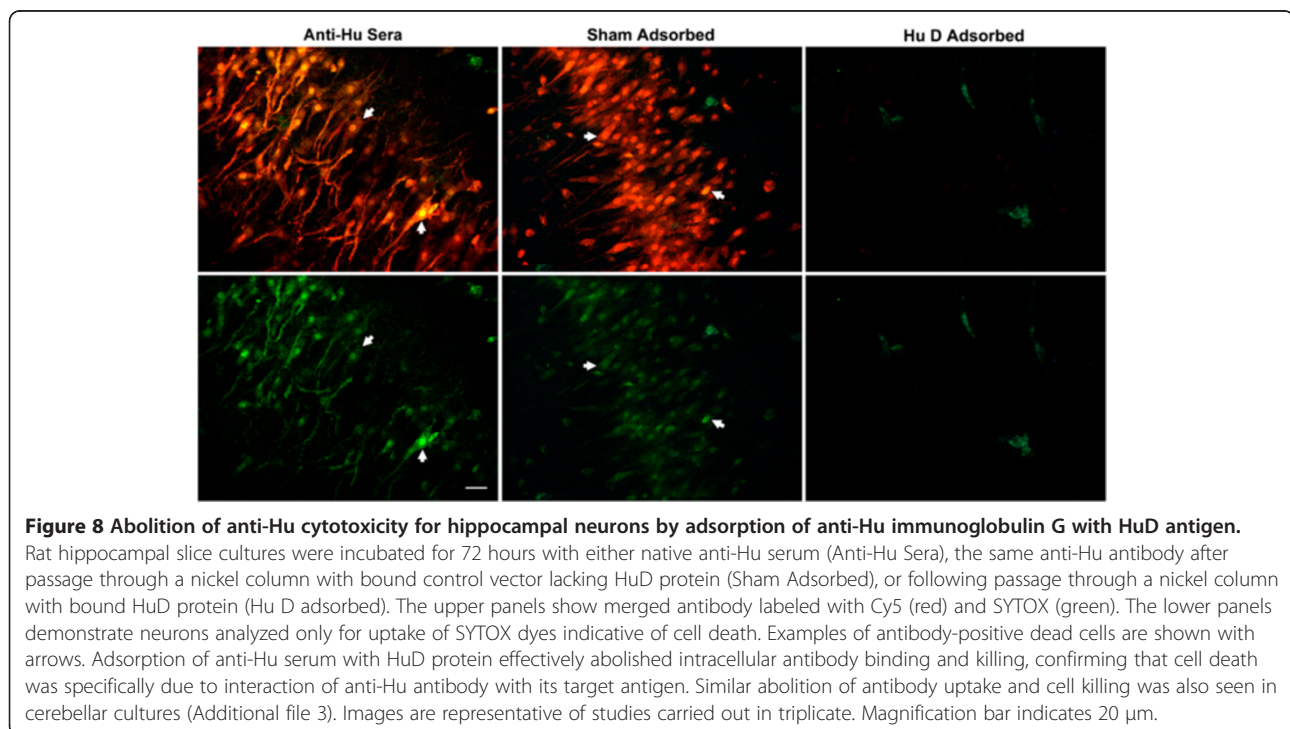 Anti-Hu Sera Sham Adsorbed Hu D Adsorbed
Figure 8 Abolition of anti-Hu cytotoxicity for hippocampal neurons by adsorption of anti-Hu immunoglobulin G with HuD antigen.
Rat hippocampal slice cultures were incubated for 72 hours with either native anti-Hu serum (Anti-Hu Sera), the same anti-Hu antibody after
passage through a nickel column with bound control vector lacking HuD protein (Sham Adsorbed), or following passage through a nickel column
with bound HuD protein (Hu D adsorbed). The upper panels show merged antibody labeled with Cy5 (red) and SYTOX (green). The lower panels
demonstrate neurons analyzed only for uptake of SYTOX dyes indicative of cell death. Examples of antibody-positive dead cells are shown with
arrows. Adsorption of anti-Hu serum with HuD protein effectively abolished intracellular antibody binding and killing, confirming that cell death
was specifically due to interaction of anti-Hu antibody with its target antigen. Similar abolition of antibody uptake and cell killing was also seen in
cerebellar cultures (Additional file 3). Images are representative of studies carried out in triplicate. Magnification bar indicates 20 μm.